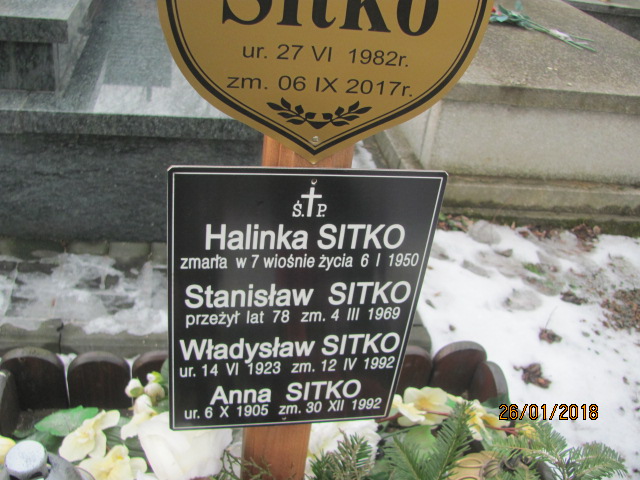 Sitko
ur. 27 VI 1982r.
zm. 06 IX 2017r.
Ś. P.
Halinka SITKO
zmarła w 7 wiośnie życia 6 I 1950
Stanisław SITKO
przeżył lat 78 zm. 4 III 1969
Władysław SITKO
ur. 14 VI 1923 zm. 12 IV 1992
Anna SITKO
ur. 6 X 1905 zm. 30 XII 1992
26/01/2018